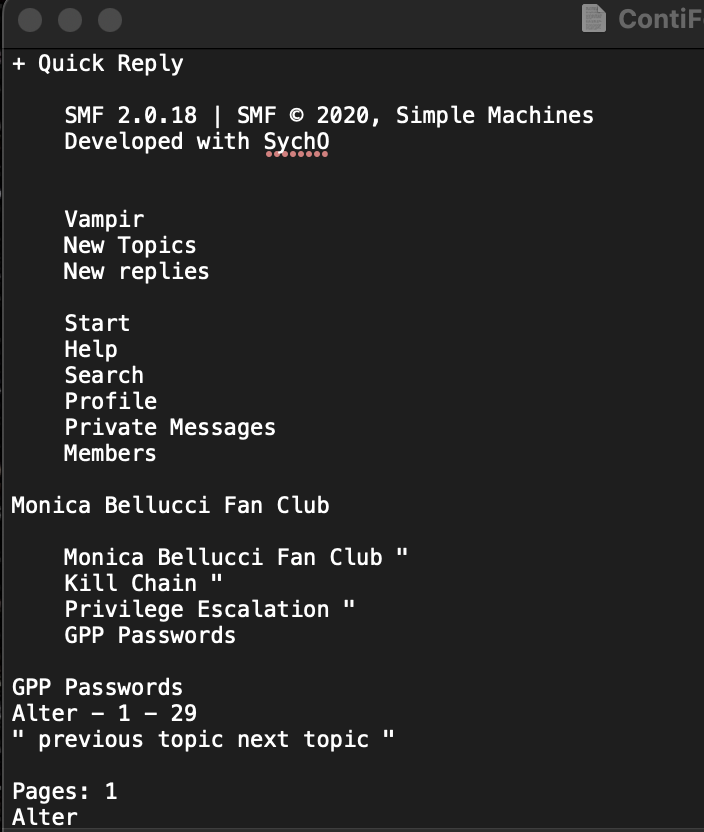 ContiF
+ Quick Reply
SMF 2.0.18 | SMF © 2020, Simple Machines
Developed with SychO
Vampir
New Topics
New replies
Start
Help
Search
Profile
Private Messages
Members
Monica Bellucci Fan Club
Monica Bellucci Fan Club "
Kill Chain "
Privilege Escalation "
GPP Passwords
GPP Passwords
Alter – 1 – 29
" previous topic next topic "
Pages: 1
Alter